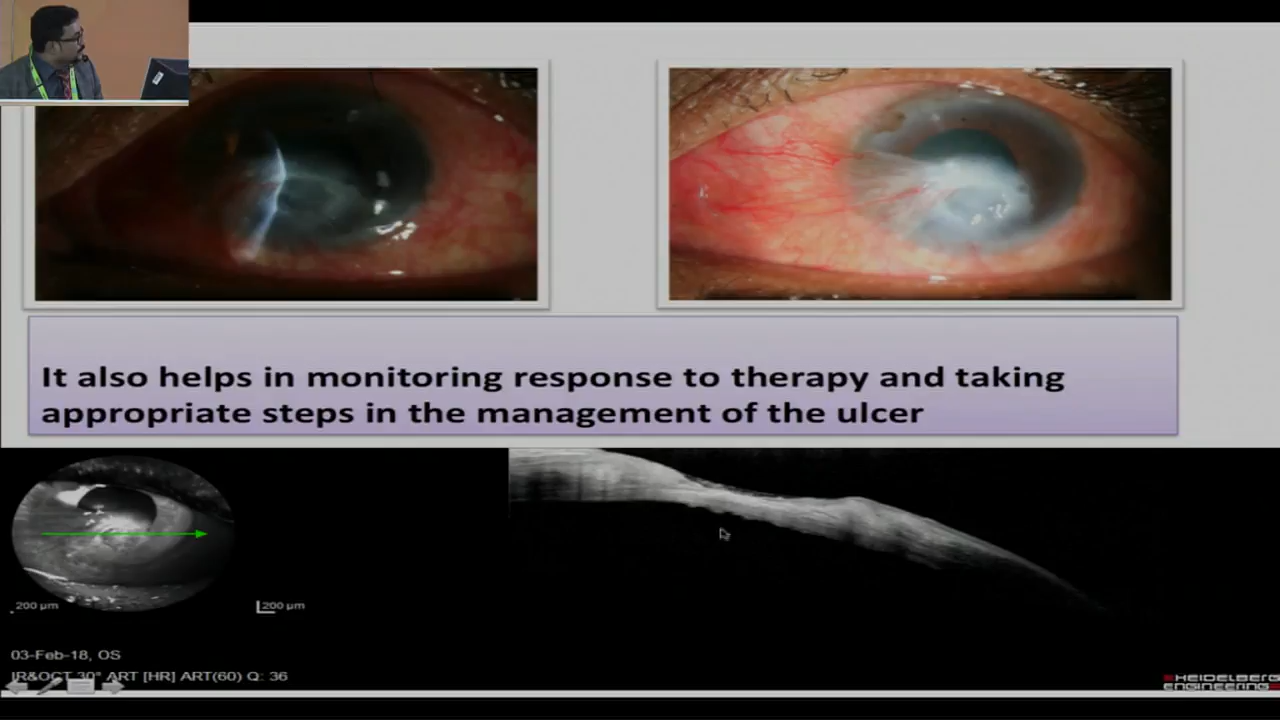 It also helps in monitoring response to therapy and taking
appropriate steps in the management of the ulcer
200 µm
200 µm
03-Feb-18, OS
IR&OCT 30° ART [HR] ART(60) Q: 36
HEIDELBERG
ENGINEERING